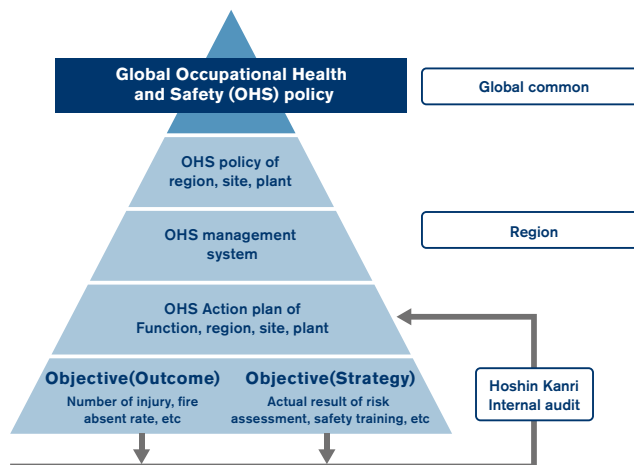 Global Occupational Health
and Safety (OHS) policy
Global common
OHS policy of
region, site, plant
Region
OHS management
system
OHS Action plan of
Function, region, site, plant
Objective(Outcome)
Number of injury, fire
absent rate, etc
Objective(Strategy)
Actual result of risk
assessment, safety training, etc
Hoshin Kanri
Internal audit